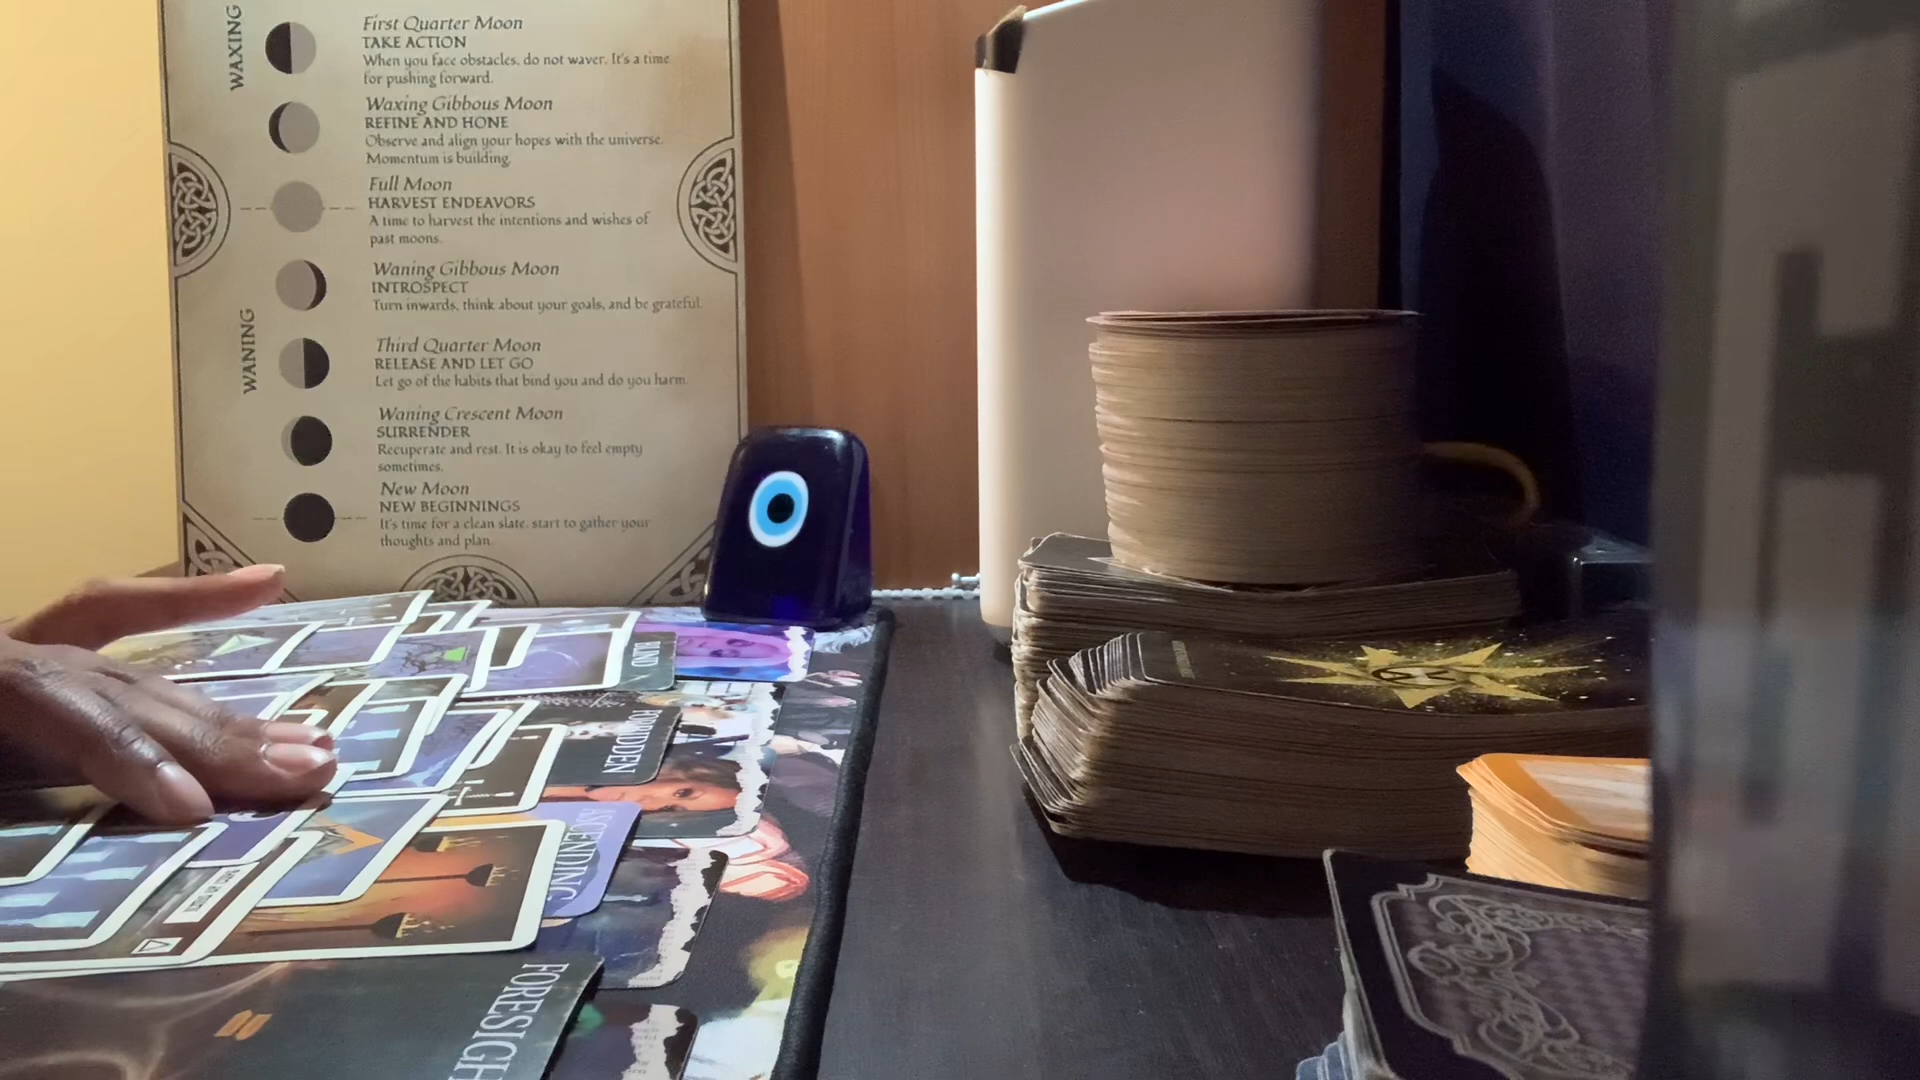 WAXING
First Quarter Moon
TAKE ACTION
When you face obstacles, do not waver. It's a time
for pushing forward.
Waxing Gibbous Moon
REFINE AND HONE
Observe and align your hopes with the universe.
Momentum is building.
Full Moon
HARVEST ENDEAVORS
A time to harvest the intentions and wishes of
past moons.
WANING
Waning Gibbous Moon
INTROSPECT
Turn inwards, think about your goals, and be grateful.
Third Quarter Moon
RELEASE AND LET GO
Let go of the habits that bind you and do you harm.
Waning Crescent Moon
SURRENDER
Recuperate and rest. It is okay to feel empty
sometimes.
New Moon
NEW BEGINNINGS
It's time for a clean slate, start to gather your
thoughts and plan.
BLIND
FORBIDDEN
ASCENDING
FORESIGH